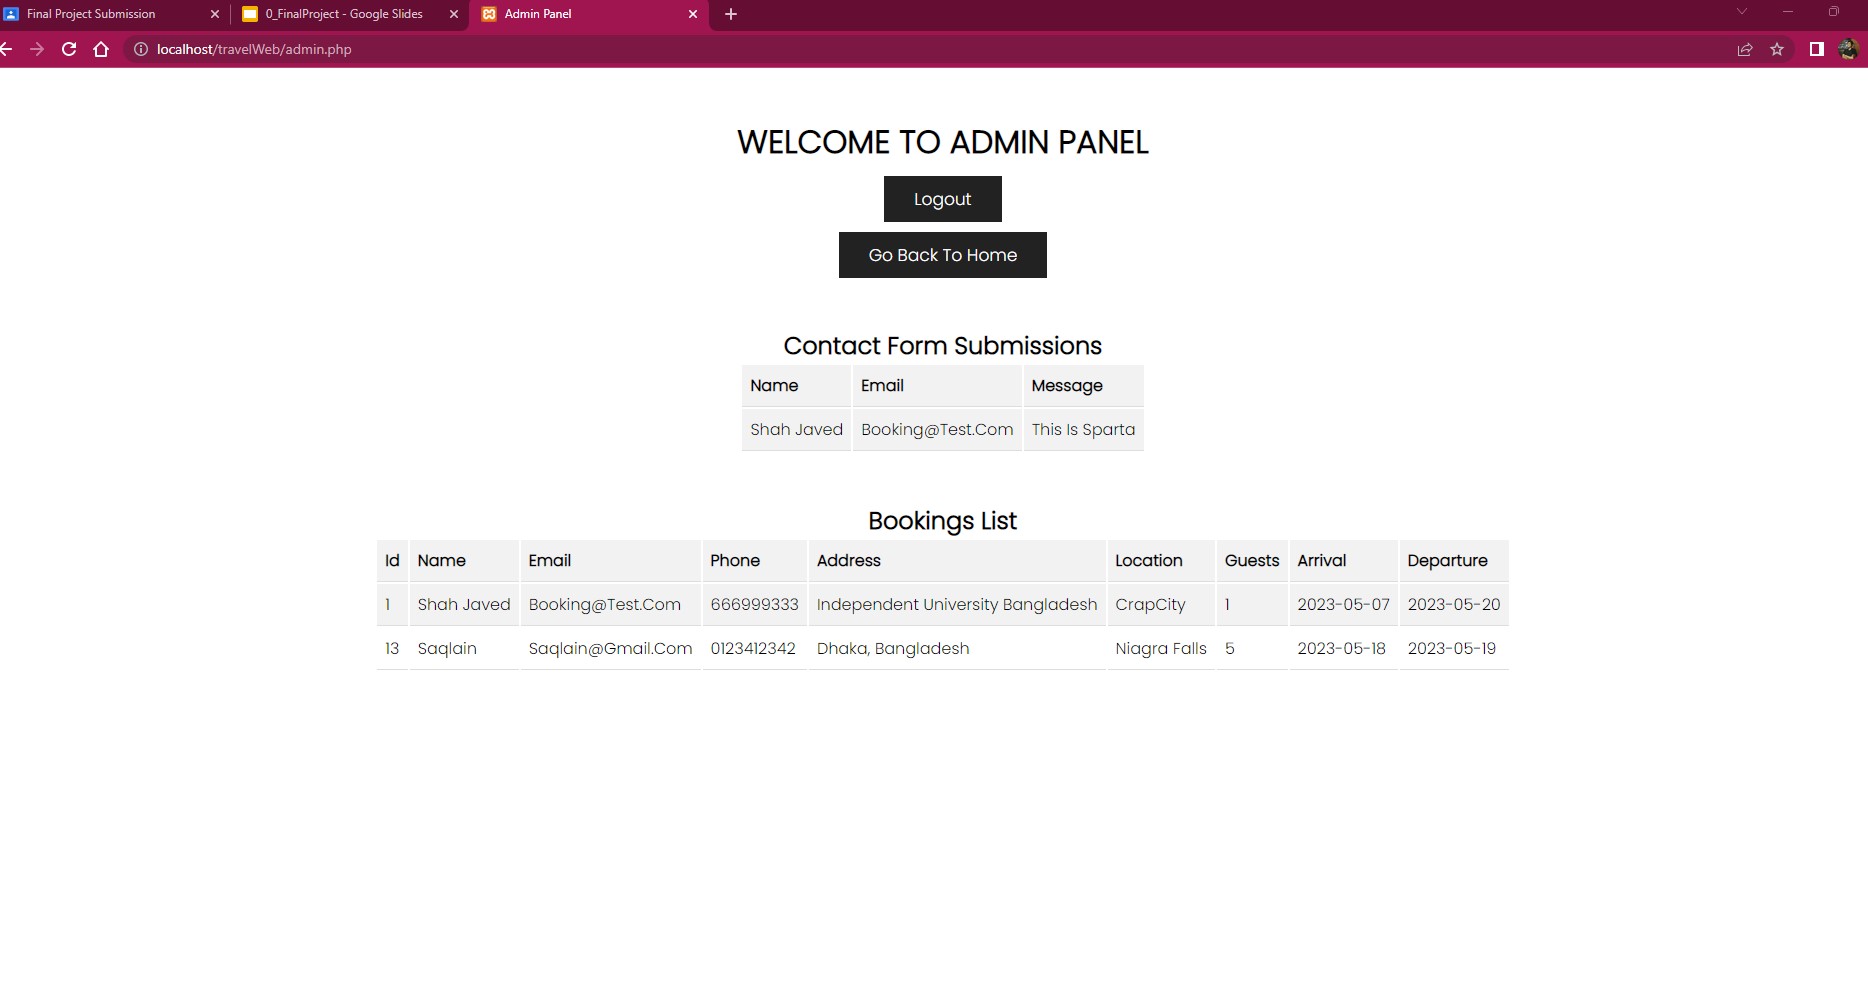 Final Project Submission 0_FinalProject - Google Slides Admin Panel
localhost/travelWeb/admin.php
WELCOME TO ADMIN PANEL
Logout
Go Back To Home
Contact Form Submissions
Name Email Message
Shah Javed Booking@Test.Com This Is Sparta
Bookings List
Id Name Email Phone Address Location Guests Arrival Departure
1 Shah Javed Booking@Test.Com 666999333 Independent University Bangladesh CrapCity 1 2023-05-07 2023-05-20
13 Saqlain Saqlain@Gmail.Com 0123412342 Dhaka, Bangladesh Niagra Falls 5 2023-05-18 2023-05-19